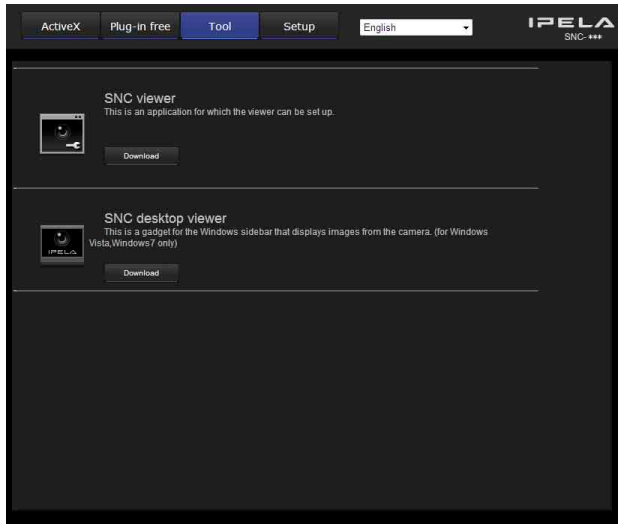 ActiveX Plug-in free Tool Setup English IPELA
SNC-***
SNC viewer
This is an application for which the viewer can be set up.
Download
SNC desktop viewer
This is a gadget for the Windows sidebar that displays images from the camera. (for Windows
Vista,Windows7 only)
IPELA
Download